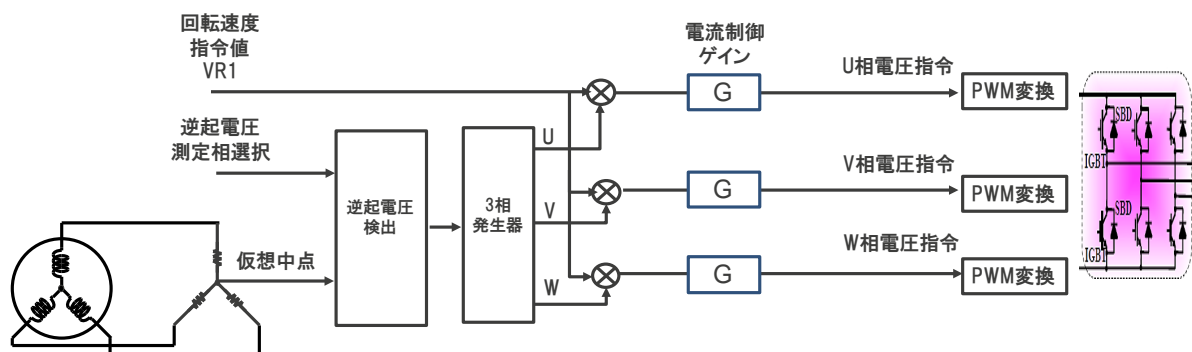 回転速度
指令値
VR1
逆起電圧
測定相選択
仮想中点
逆起電圧
検出
3相
発生器
U
V
W
電流制御
ゲイン
G
G
G
U相電圧指令
V相電圧指令
W相電圧指令
PWM変換
PWM変換
PWM変換
SBD
IGBT
SBD
IGBT